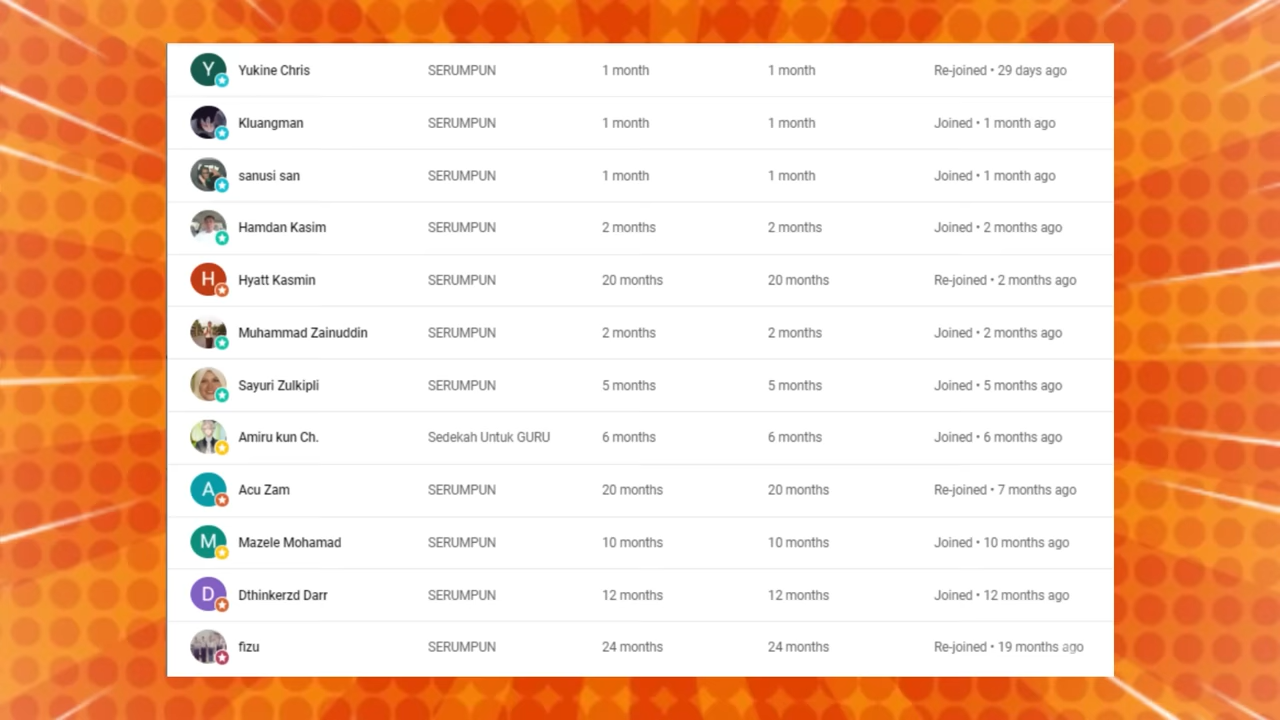 Y Yukine Chris SERUMPUN 1 month 1 month Re-joined • 29 days ago
Kluangman SERUMPUN 1 month 1 month Joined • 1 month ago
sanusi san SERUMPUN 1 month 1 month Joined • 1 month ago
Hamdan Kasim SERUMPUN 2 months 2 months Joined • 2 months ago
H Hyatt Kasmin SERUMPUN 20 months 20 months Re-joined • 2 months ago
Muhammad Zainuddin SERUMPUN 2 months 2 months Joined • 2 months ago
Sayuri Zulkipli SERUMPUN 5 months 5 months Joined • 5 months ago
Amiru kun Ch. Sedekah Untuk GURU 6 months 6 months Joined • 6 months ago
A Acu Zam SERUMPUN 20 months 20 months Re-joined • 7 months ago
M Mazele Mohamad SERUMPUN 10 months 10 months Joined • 10 months ago
D Dthinkerzd Darr SERUMPUN 12 months 12 months Joined • 12 months ago
fizu SERUMPUN 24 months 24 months Re-joined • 19 months ago